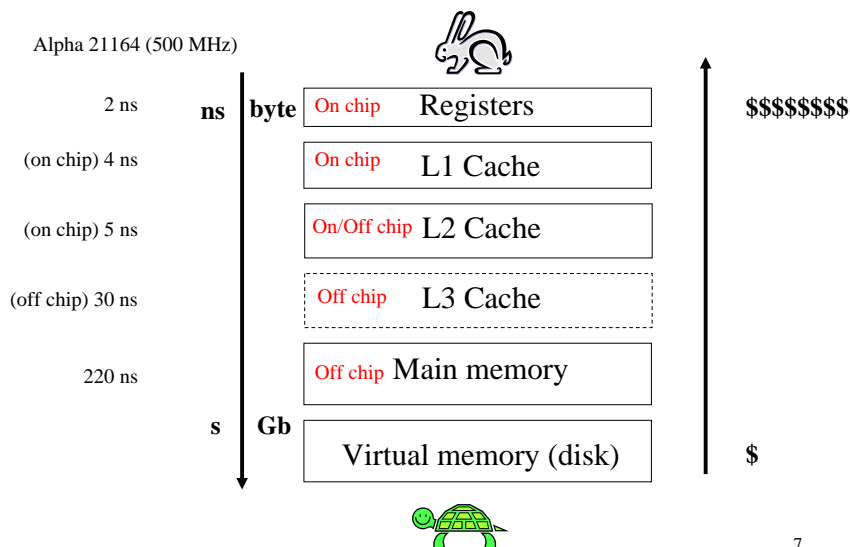 Alpha 21164 (500 MHz)
2 ns ns byte On chip Registers $$$$$$$$
(on chip) 4 ns On chip L1 Cache
(on chip) 5 ns On/Off chip L2 Cache
(off chip) 30 ns Off chip L3 Cache
220 ns Off chip Main memory
s Gb
Virtual memory (disk) $
7